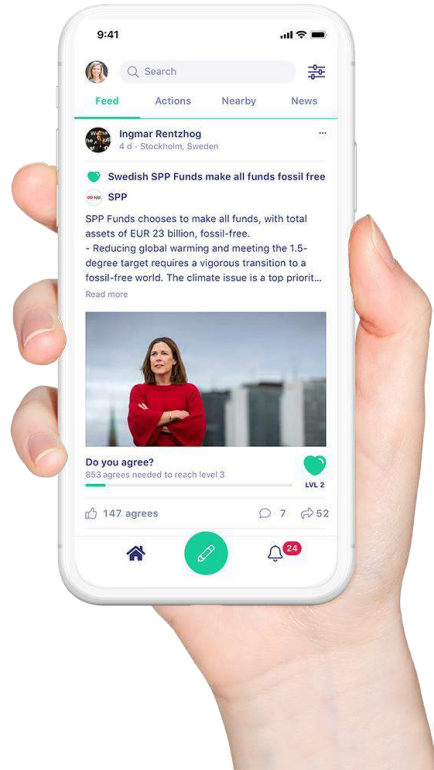 9:41
Search
Feed Actions Nearby News
Ingmar Rentzhog
4 d - Stockholm, Sweden
Swedish SPP Funds make all funds fossil free
spp
SPP
SPP Funds chooses to make all funds, with total
assets of EUR 23 billion, fossil-free.
- Reducing global warming and meeting the 1.5-
degree target requires a vigorous transition to a
fossil-free world. The climate issue is a top priorit...
Read more
Do you agree?
853 agrees needed to reach level 3
LVL 2
147 agrees 7 52
24